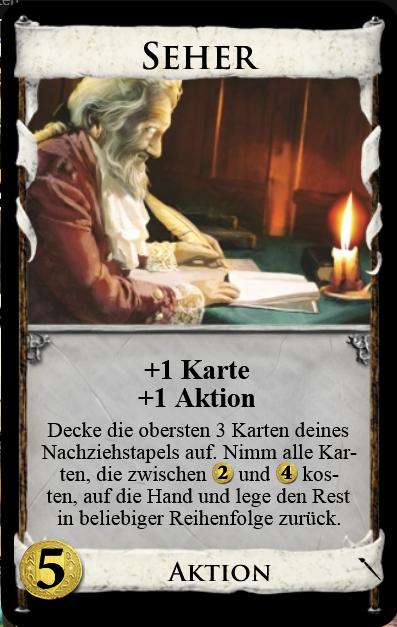 Seher
+1 Karte
+1 Aktion
Decke die obersten 3 Karten deines
Nachziehstapels auf. Nimm alle Kar-
ten, die zwischen 2 und 4 kos-
ten, auf die Hand und lege den Rest
in beliebiger Reihenfolge zurück.
5 Aktion